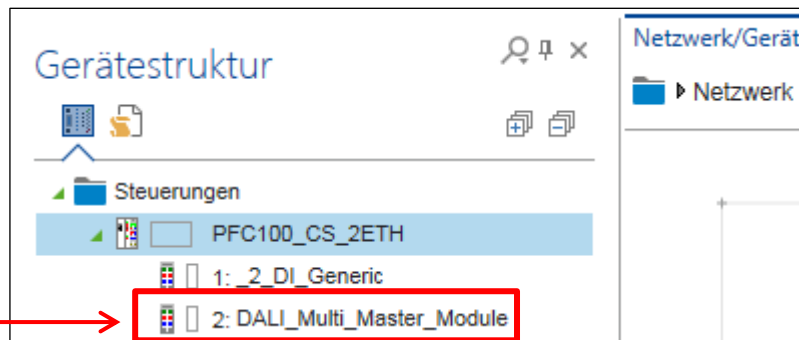 Gerätestruktur
Netzwerk/Gerät
Netzwerk
Steuerungen
PFC100_CS_2ETH
1: _2_DI_Generic
2: DALI_Multi_Master_Module